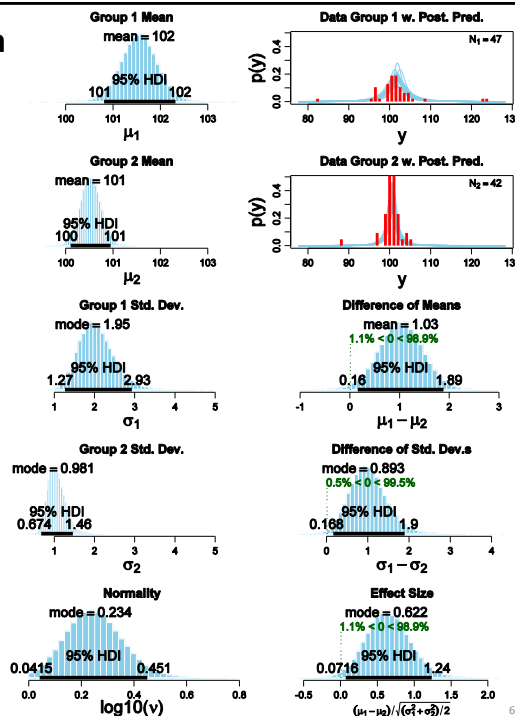 n
Group 1 Mean
mean = 102
95% HDI
101 102
100 101 102 103
μ1
Data Group 1 w. Post. Pred.
N1 = 47
p(y)
0.0 0.2 0.4
80 90 100 110 120 13
y
Group 2 Mean
mean = 101
95% HDI
100 101
100 101 102 103
μ2
Data Group 2 w. Post. Pred.
N2 = 42
p(y)
0.0 0.2 0.4
80 90 100 110 120 13
y
Group 1 Std. Dev.
mode = 1.95
95% HDI
1.27 2.93
1 2 3 4 5
σ1
Difference of Means
mean = 1.03
1.1% < 0 < 98.9%
95% HDI
0.16 1.89
-1 0 1 2 3
μ1 − μ2
Group 2 Std. Dev.
mode = 0.981
95% HDI
0.674 1.46
1 2 3 4 5
σ2
Difference of Std. Dev.s
mode = 0.893
0.5% < 0 < 99.5%
95% HDI
0.168 1.9
0 1 2 3 4
σ1 − σ2
Normality
mode = 0.234
95% HDI
0.0415 0.451
0.0 0.2 0.4 0.6 0.8
log10(ν)
Effect Size
mode = 0.622
1.1% < 0 < 98.9%
95% HDI
0.0716 1.24
-0.5 0.0 0.5 1.0 1.5 2.0
(μ1−μ2)/√(σ1²+σ2²)/2
6